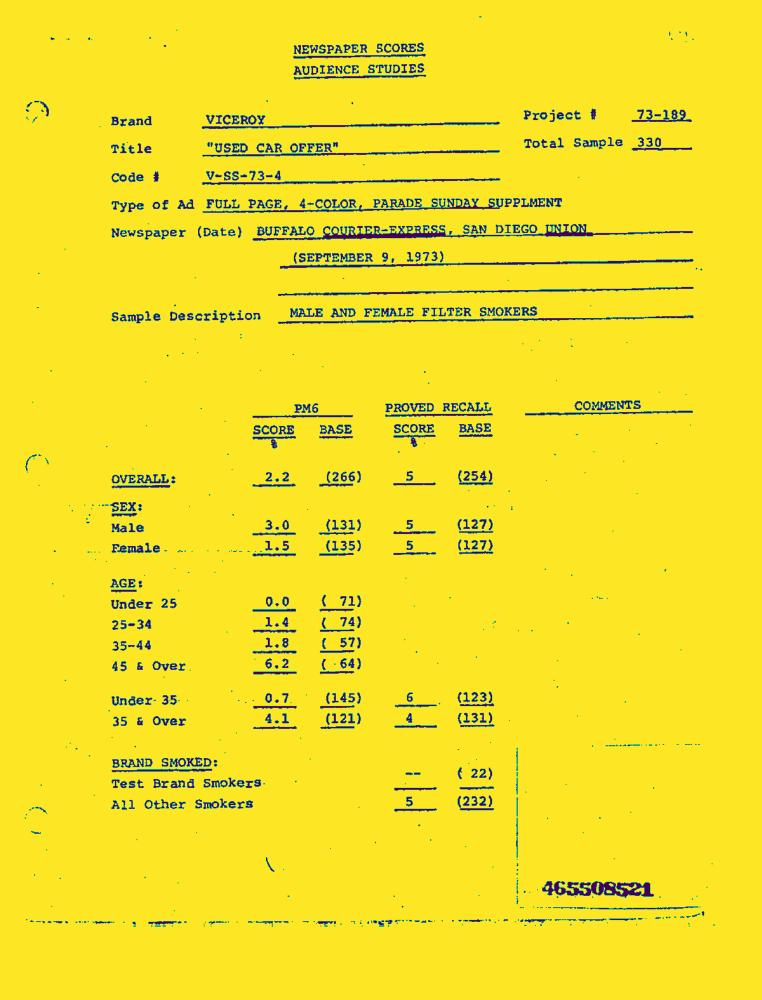 NEWSPAPER SCORES
AUDIENCE STUDIES
Brand VICEROY Project # 73-189
Title "USED CAR OFFER" Total Sample 330
Code # V-SS-73-4
Type of Ad FULL PAGE, 4-COLOR, PARADE SUNDAY SUPPLMENT
Newspaper (Date) BUFFALO COURIER-EXPRESS, SAN DIEGO UNION
(SEPTEMBER 9, 1973)
Sample Description MALE AND FEMALE FILTER SMOKERS
PM6 PROVED RECALL COMMENTS
SCORE BASE SCORE BASE
% %
OVERALL: 2.2 (266) 5 (254)
SEX:
Male 3.0 (131) 5 (127)
Female 1.5 (135) 5 (127)
AGE:
Under 25 0.0 ( 71)
25-34 1.4 ( 74)
35-44 1.8 ( 57)
45 & Over 6.2 ( 64)
Under 35 0.7 (145) 6 (123)
35 & Over 4.1 (121) 4 (131)
BRAND SMOKED:
Test Brand Smokers -- ( 22)
All Other Smokers 5 (232)
465508521